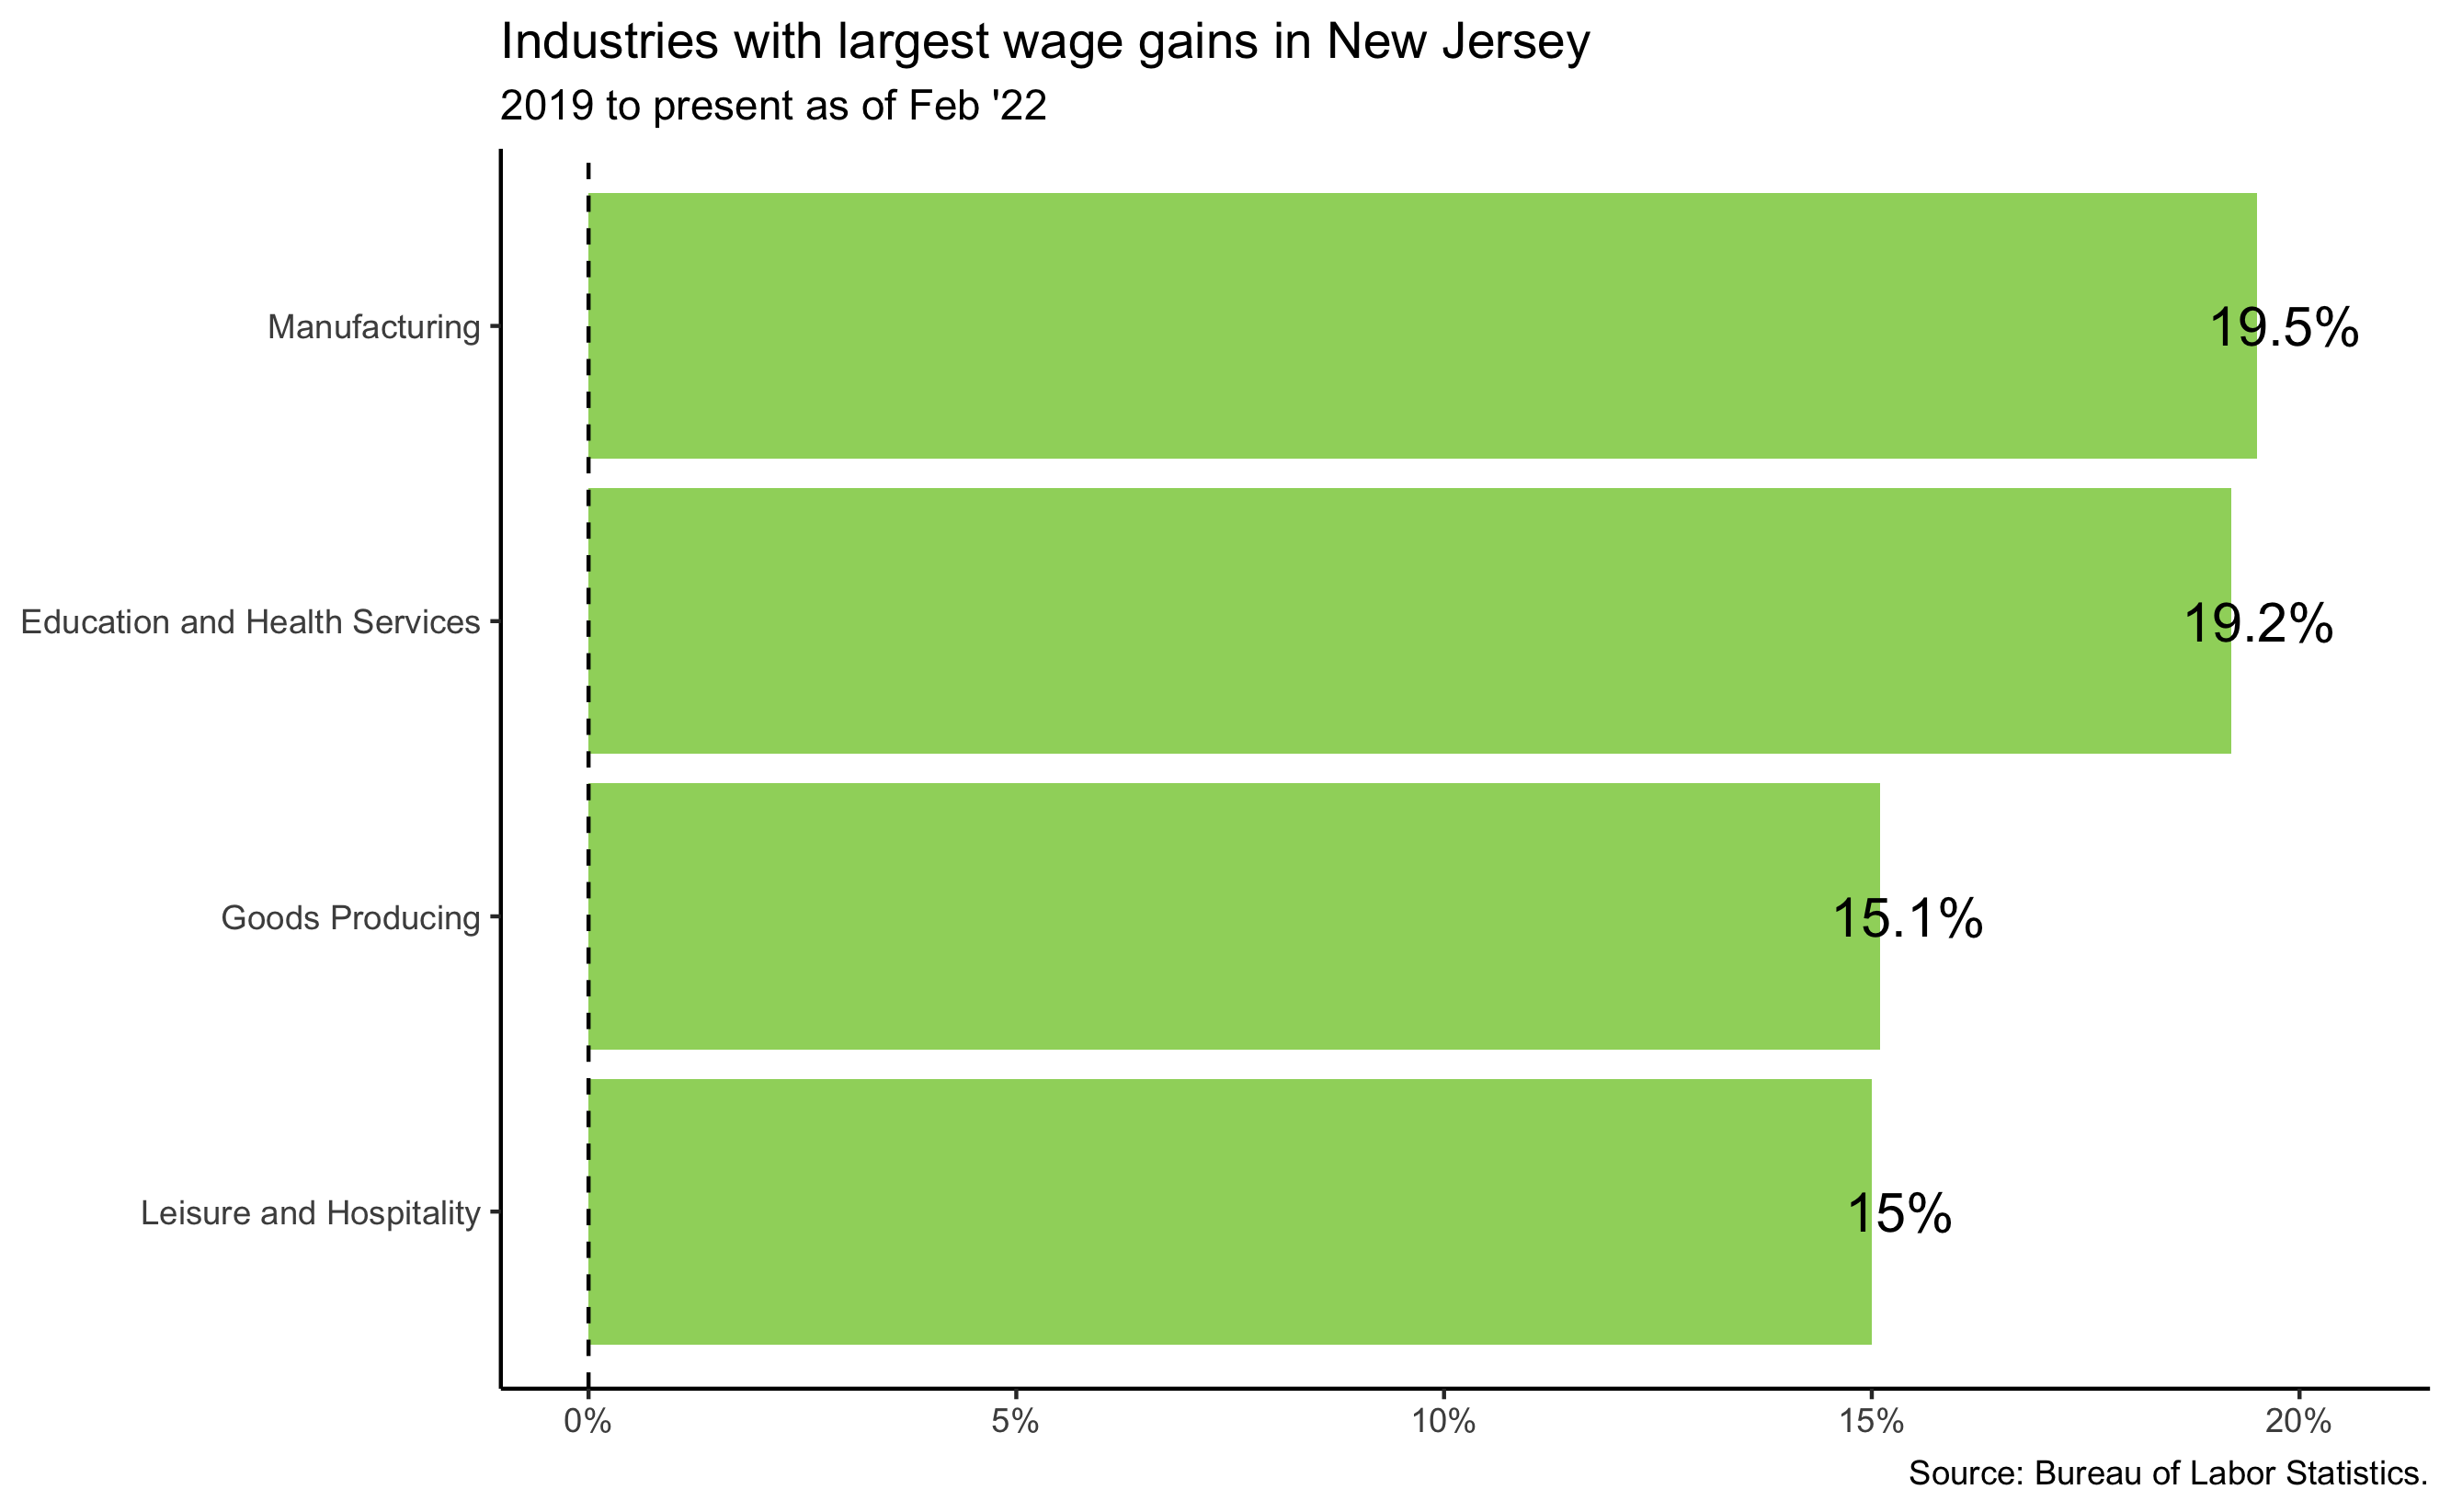 Industries with largest wage gains in New Jersey
2019 to present as of Feb '22
Manufacturing
19.5%
Education and Health Services
19.2%
Goods Producing
15.1%
Leisure and Hospitality
15%
0% 5% 10% 15% 20%
Source: Bureau of Labor Statistics.